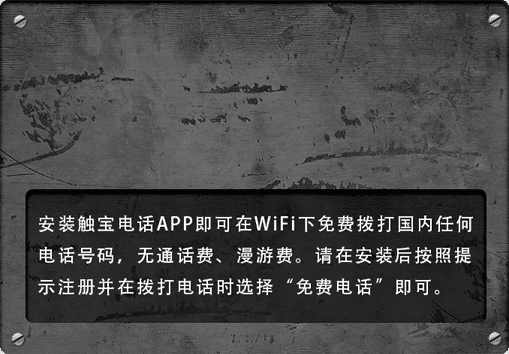 安装触宝电话APP即可在WiFi下免费拨打国内任何
电话号码，无通话费、漫游费。请在安装后按照提
示注册并在拨打电话时选择“免费电话”即可。